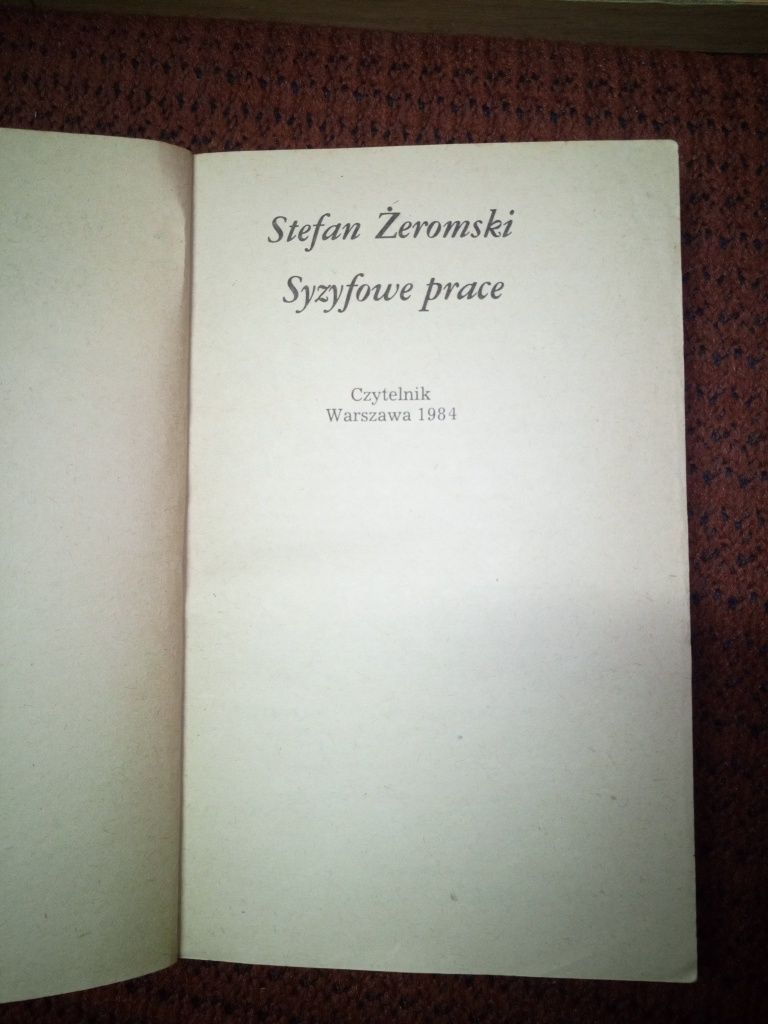 Stefan Żeromski
Syzyfowe prace
Czytelnik
Warszawa 1984